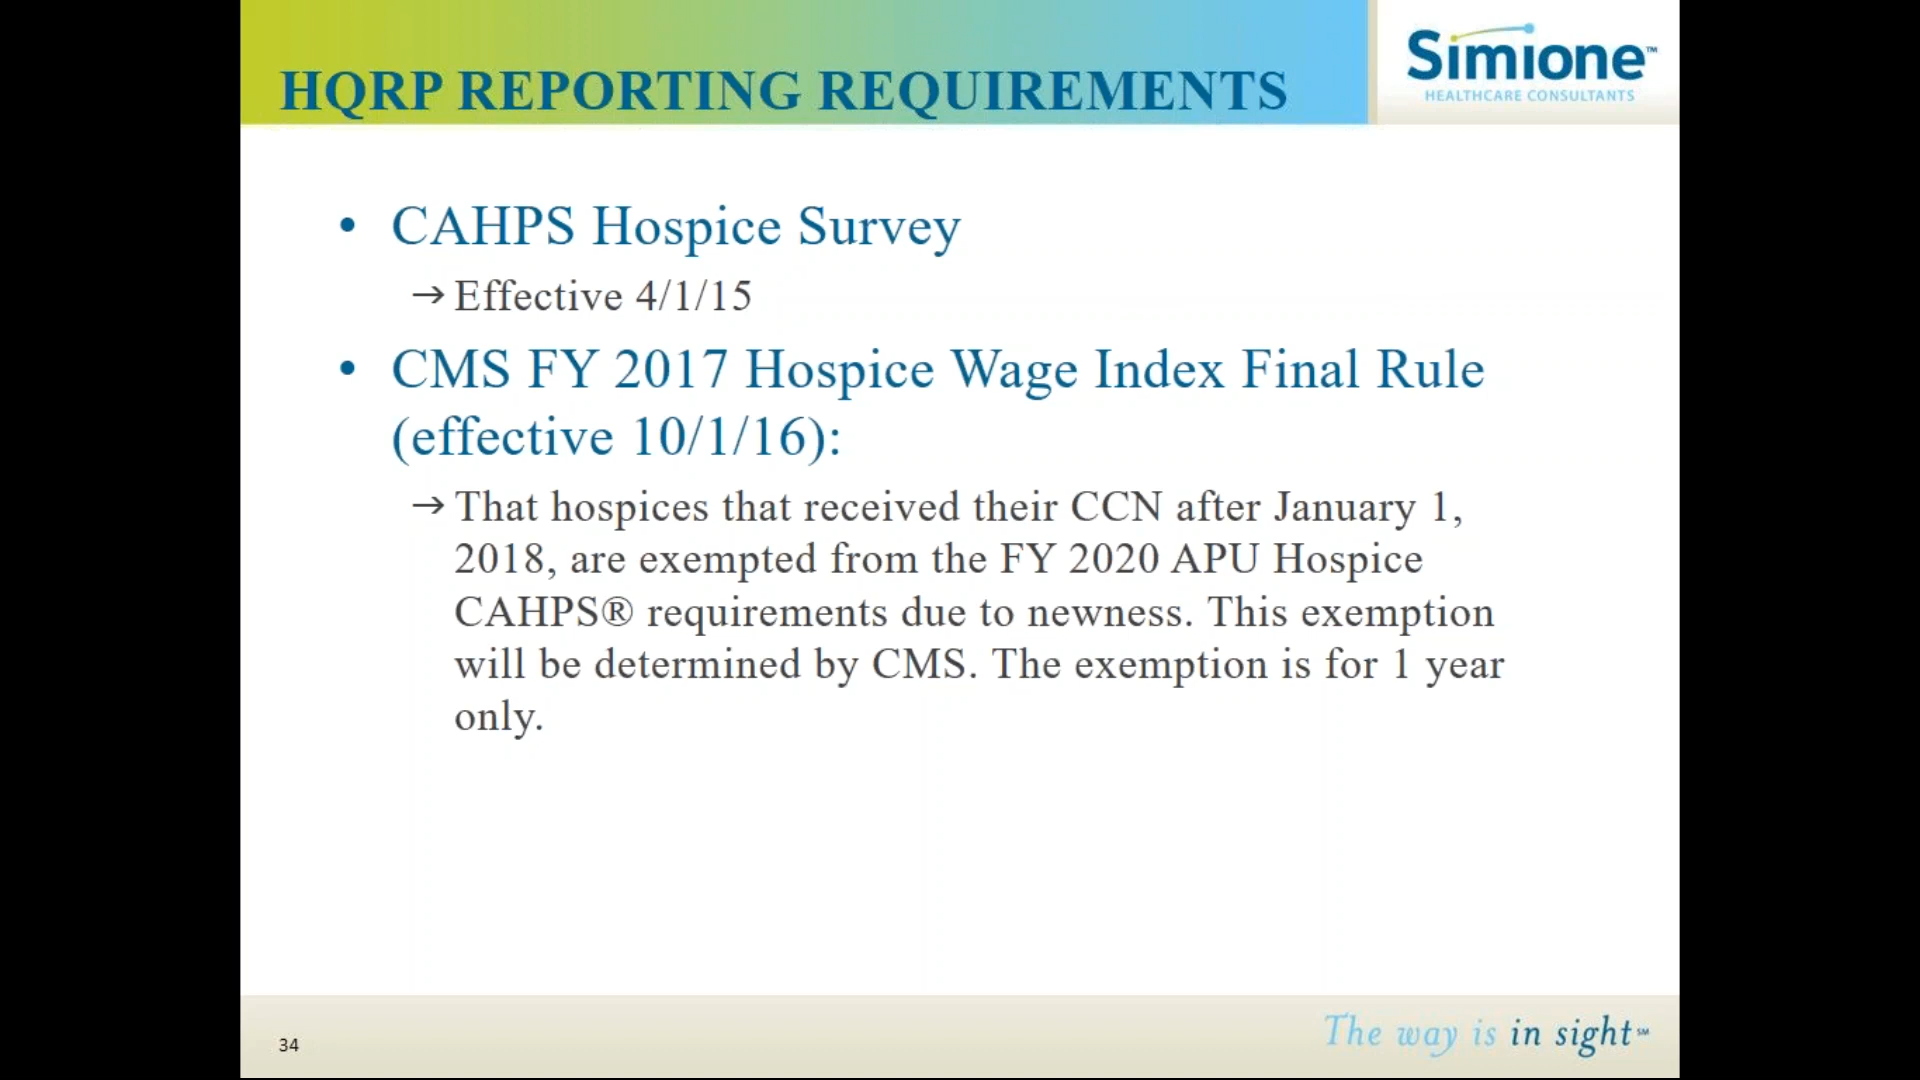 HQRP REPORTING REQUIREMENTS
Simione™
HEALTHCARE CONSULTANTS
• CAHPS Hospice Survey
→ Effective 4/1/15
• CMS FY 2017 Hospice Wage Index Final Rule
(effective 10/1/16):
→ That hospices that received their CCN after January 1,
2018, are exempted from the FY 2020 APU Hospice
CAHPS® requirements due to newness. This exemption
will be determined by CMS. The exemption is for 1 year
only.
34
The way is in sight℠